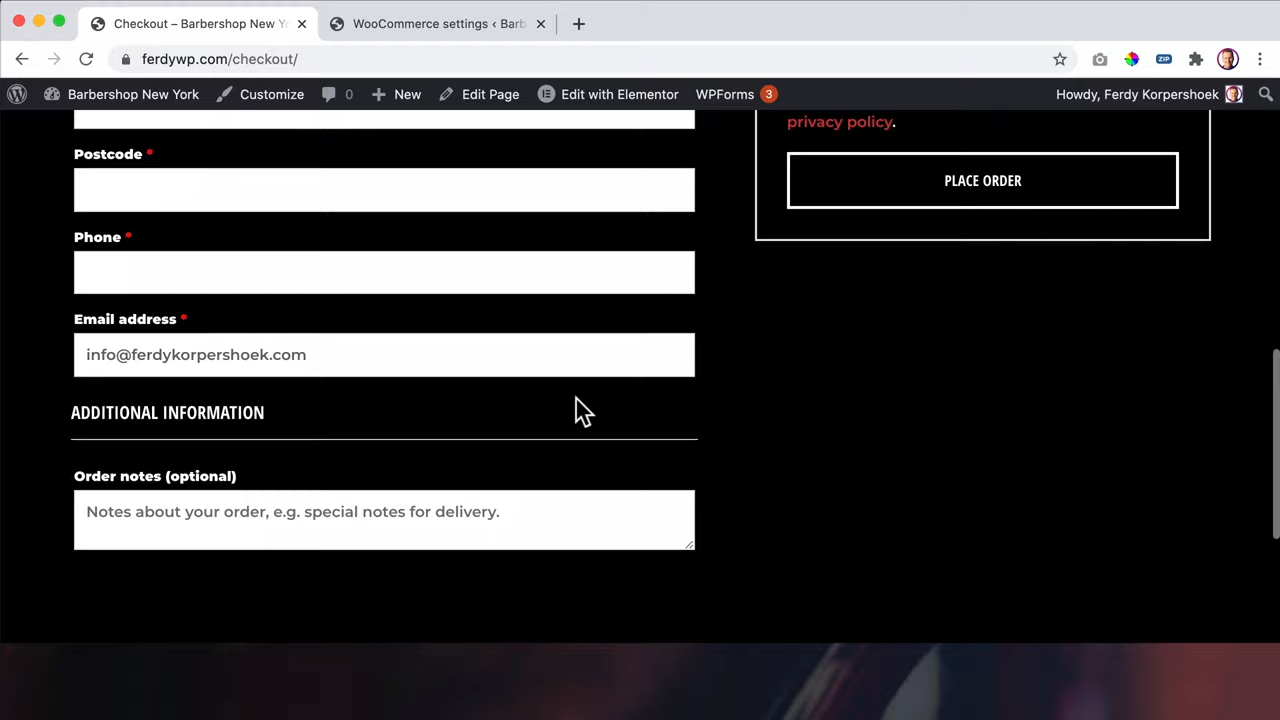 Checkout – Barbershop New Yo
WooCommerce settings ‹ Barb
ferdywp.com/checkout/
ZIP
Barbershop New York
Customize
0
New
Edit Page
Edit with Elementor
WPForms
3
Howdy, Ferdy Korpershoek
privacy policy.
Postcode *
PLACE ORDER
Phone *
Email address *
info@ferdykorpershoek.com
ADDITIONAL INFORMATION
Order notes (optional)
Notes about your order, e.g. special notes for delivery.